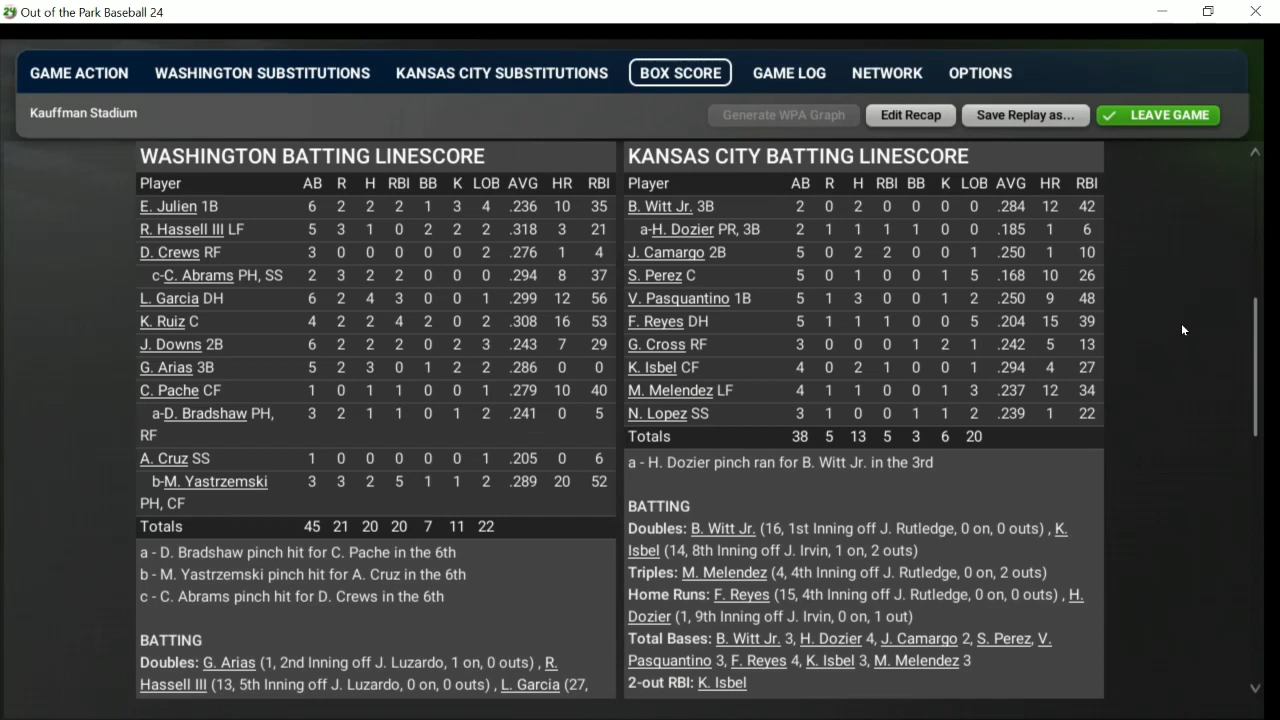 Out of the Park Baseball 24
GAME ACTION WASHINGTON SUBSTITUTIONS KANSAS CITY SUBSTITUTIONS BOX SCORE GAME LOG NETWORK OPTIONS
Kauffman Stadium Generate WPA Graph Edit Recap Save Replay as... LEAVE GAME
WASHINGTON BATTING LINESCORE
Player AB R H RBI BB K LOB AVG HR RBI
E. Julien 1B 6 2 2 2 1 3 4 .236 10 35
R. Hassell III LF 5 3 1 0 2 2 2 .318 3 21
D. Crews RF 3 0 0 0 0 0 2 .276 1 4
c-C. Abrams PH, SS 2 3 2 2 0 0 0 .294 8 37
L. Garcia DH 6 2 4 3 0 0 1 .299 12 56
K. Ruiz C 4 2 2 4 2 0 2 .308 16 53
J. Downs 2B 6 2 2 2 0 2 3 .243 7 29
G. Arias 3B 5 2 3 0 1 2 2 .286 0 0
C. Pache CF 1 0 1 1 0 0 1 .279 10 40
a-D. Bradshaw PH, 3 2 1 1 0 1 2 .241 0 5
RF
A. Cruz SS 1 0 0 0 0 0 1 .205 0 6
b-M. Yastrzemski 3 3 2 5 1 1 2 .289 20 52
PH, CF
Totals 45 21 20 20 7 11 22
a - D. Bradshaw pinch hit for C. Pache in the 6th
b - M. Yastrzemski pinch hit for A. Cruz in the 6th
c - C. Abrams pinch hit for D. Crews in the 6th
BATTING
Doubles: G. Arias (1, 2nd Inning off J. Luzardo, 1 on, 0 outs) , R.
Hassell III (13, 5th Inning off J. Luzardo, 0 on, 0 outs) , L. Garcia (27,
KANSAS CITY BATTING LINESCORE
Player AB R H RBI BB K LOB AVG HR RBI
B. Witt Jr. 3B 2 0 2 0 0 0 0 .284 12 42
a-H. Dozier PR, 3B 2 1 1 1 1 0 0 .185 1 6
J. Camargo 2B 5 0 2 2 0 0 1 .250 1 10
S. Perez C 5 0 1 0 0 1 5 .168 10 26
V. Pasquantino 1B 5 1 3 0 0 1 2 .250 9 48
F. Reyes DH 5 1 1 1 0 0 5 .204 15 39
G. Cross RF 3 0 0 0 1 2 1 .242 5 13
K. Isbel CF 4 0 2 1 0 0 1 .294 4 27
M. Melendez LF 4 1 1 0 0 1 3 .237 12 34
N. Lopez SS 3 1 0 0 1 1 2 .239 1 22
Totals 38 5 13 5 3 6 20
a - H. Dozier pinch ran for B. Witt Jr. in the 3rd
BATTING
Doubles: B. Witt Jr. (16, 1st Inning off J. Rutledge, 0 on, 0 outs) , K.
Isbel (14, 8th Inning off J. Irvin, 1 on, 2 outs)
Triples: M. Melendez (4, 4th Inning off J. Rutledge, 0 on, 2 outs)
Home Runs: F. Reyes (15, 4th Inning off J. Rutledge, 0 on, 0 outs) , H.
Dozier (1, 9th Inning off J. Irvin, 0 on, 1 out)
Total Bases: B. Witt Jr. 3, H. Dozier 4, J. Camargo 2, S. Perez, V.
Pasquantino 3, F. Reyes 4, K. Isbel 3, M. Melendez 3
2-out RBI: K. Isbel